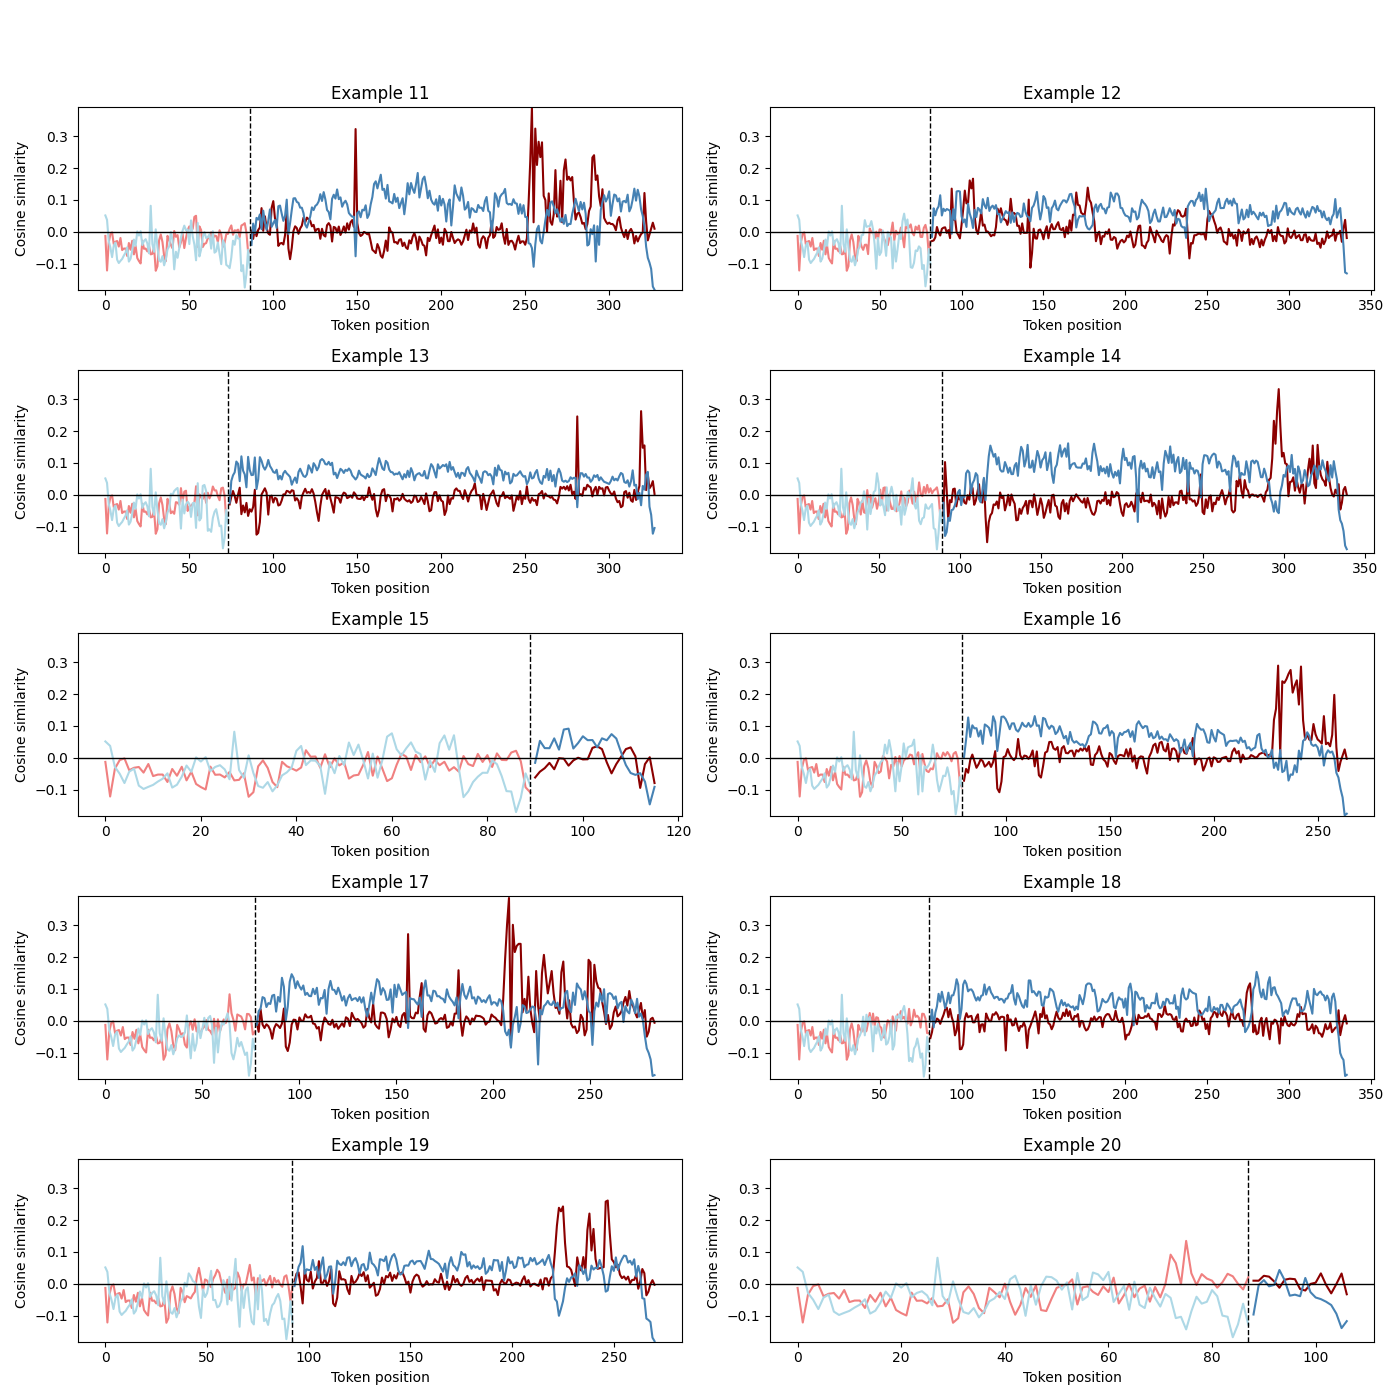 Example 11
Cosine similarity
0.3
0.2
0.1
0.0
−0.1
0 50 100 150 200 250 300
Token position
Example 12
Cosine similarity
0.3
0.2
0.1
0.0
−0.1
0 50 100 150 200 250 300 350
Token position
Example 13
Cosine similarity
0.3
0.2
0.1
0.0
−0.1
0 50 100 150 200 250 300
Token position
Example 14
Cosine similarity
0.3
0.2
0.1
0.0
−0.1
0 50 100 150 200 250 300 350
Token position
Example 15
Cosine similarity
0.3
0.2
0.1
0.0
−0.1
0 20 40 60 80 100 120
Token position
Example 16
Cosine similarity
0.3
0.2
0.1
0.0
−0.1
0 50 100 150 200 250
Token position
Example 17
Cosine similarity
0.3
0.2
0.1
0.0
−0.1
0 50 100 150 200 250
Token position
Example 18
Cosine similarity
0.3
0.2
0.1
0.0
−0.1
0 50 100 150 200 250 300 350
Token position
Example 19
Cosine similarity
0.3
0.2
0.1
0.0
−0.1
0 50 100 150 200 250
Token position
Example 20
Cosine similarity
0.3
0.2
0.1
0.0
−0.1
0 20 40 60 80 100
Token position